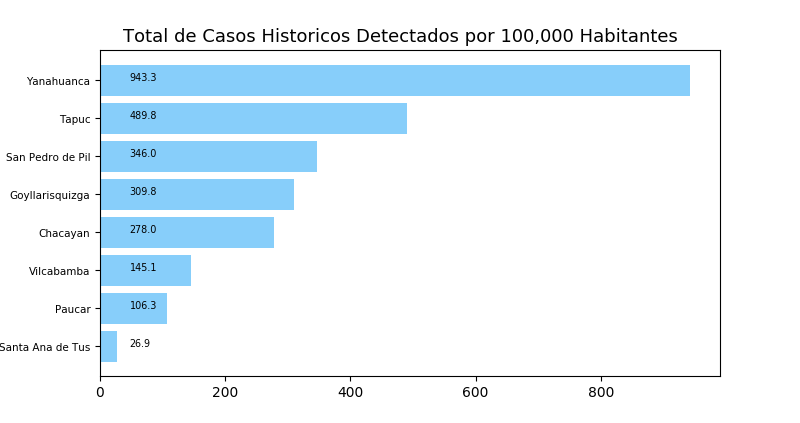 Total de Casos Historicos Detectados por 100,000 Habitantes
Yanahuanca 943.3
Tapuc 489.8
San Pedro de Pil 346.0
Goyllarisquizga 309.8
Chacayan 278.0
Vilcabamba 145.1
Paucar 106.3
Santa Ana de Tus 26.9
0 200 400 600 800